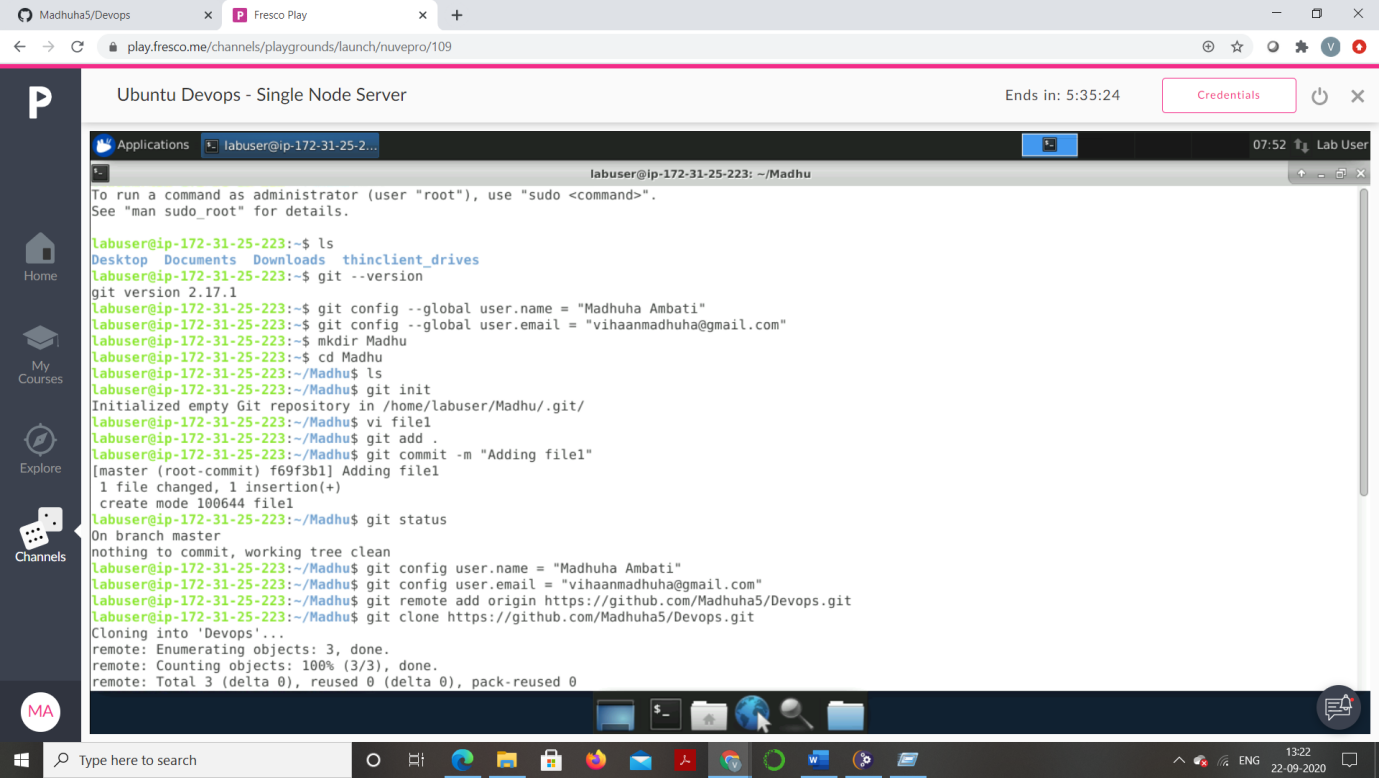 Madhuha5/Devops
Fresco Play
play.fresco.me/channels/playgrounds/launch/nuvepro/109
V
P
Ubuntu Devops - Single Node Server
Ends in: 5:35:24
Credentials
Applications
labuser@ip-172-31-25-2...
07:52
Lab User
labuser@ip-172-31-25-223: ~/Madhu
To run a command as administrator (user "root"), use "sudo <command>".
See "man sudo_root" for details.
labuser@ip-172-31-25-223:~$ ls
Desktop  Documents  Downloads  thinclient_drives
labuser@ip-172-31-25-223:~$ git --version
git version 2.17.1
labuser@ip-172-31-25-223:~$ git config --global user.name = "Madhuha Ambati"
labuser@ip-172-31-25-223:~$ git config --global user.email = "vihaanmadhuha@gmail.com"
labuser@ip-172-31-25-223:~$ mkdir Madhu
labuser@ip-172-31-25-223:~$ cd Madhu
labuser@ip-172-31-25-223:~/Madhu$ ls
labuser@ip-172-31-25-223:~/Madhu$ git init
Initialized empty Git repository in /home/labuser/Madhu/.git/
labuser@ip-172-31-25-223:~/Madhu$ vi file1
labuser@ip-172-31-25-223:~/Madhu$ git add .
labuser@ip-172-31-25-223:~/Madhu$ git commit -m "Adding file1"
[master (root-commit) f69f3b1] Adding file1
 1 file changed, 1 insertion(+)
 create mode 100644 file1
labuser@ip-172-31-25-223:~/Madhu$ git status
On branch master
nothing to commit, working tree clean
labuser@ip-172-31-25-223:~/Madhu$ git config user.name = "Madhuha Ambati"
labuser@ip-172-31-25-223:~/Madhu$ git config user.email = "vihaanmadhuha@gmail.com"
labuser@ip-172-31-25-223:~/Madhu$ git remote add origin https://github.com/Madhuha5/Devops.git
labuser@ip-172-31-25-223:~/Madhu$ git clone https://github.com/Madhuha5/Devops.git
Cloning into 'Devops'...
remote: Enumerating objects: 3, done.
remote: Counting objects: 100% (3/3), done.
remote: Total 3 (delta 0), reused 0 (delta 0), pack-reused 0
Home
My
Courses
Explore
Channels
MA
Type here to search
ENG
13:22
22-09-2020